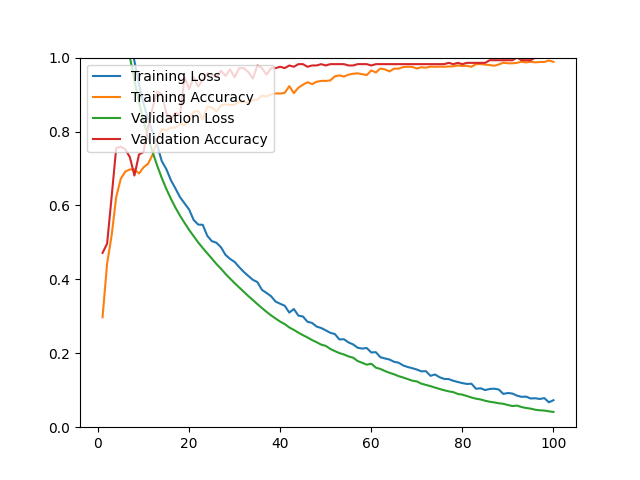 1.0
0.8
0.6
0.4
0.2
0.0
Training Loss
Training Accuracy
Validation Loss
Validation Accuracy
0 20 40 60 80 100